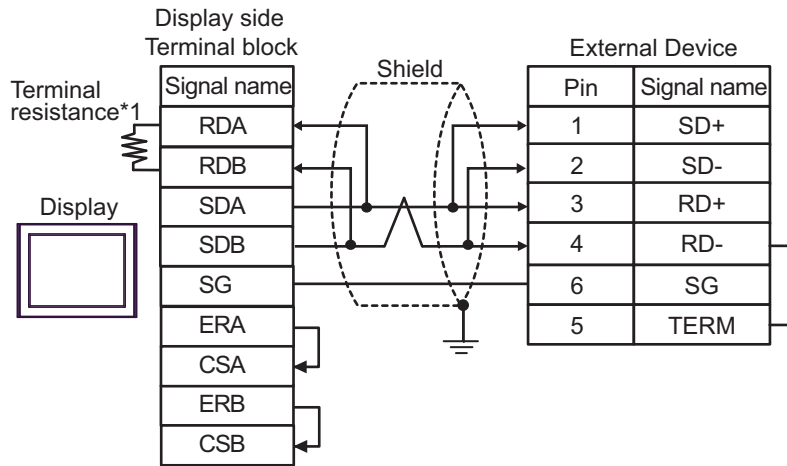 Display side
Terminal block
External Device
Shield
Terminal
resistance*1
Display
Signal name
RDA
RDB
SDA
SDB
SG
ERA
CSA
ERB
CSB
Pin Signal name
1 SD+
2 SD-
3 RD+
4 RD-
6 SG
5 TERM